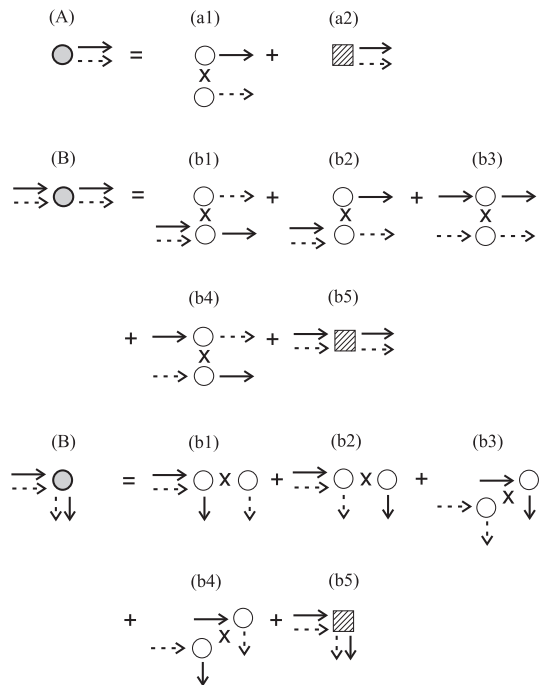 (A) (a1) (a2)
= X +
(B) (b1) (b2) (b3)
= X + X + X
(b4) (b5)
+ X +
(B) (b1) (b2) (b3)
= X + X + X
(b4) (b5)
+ X +